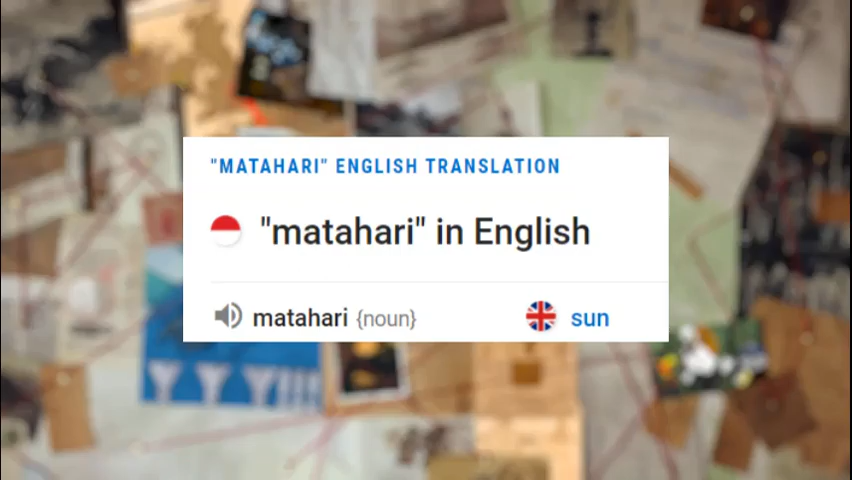 "MATAHARI" ENGLISH TRANSLATION
"matahari" in English
matahari {noun} sun